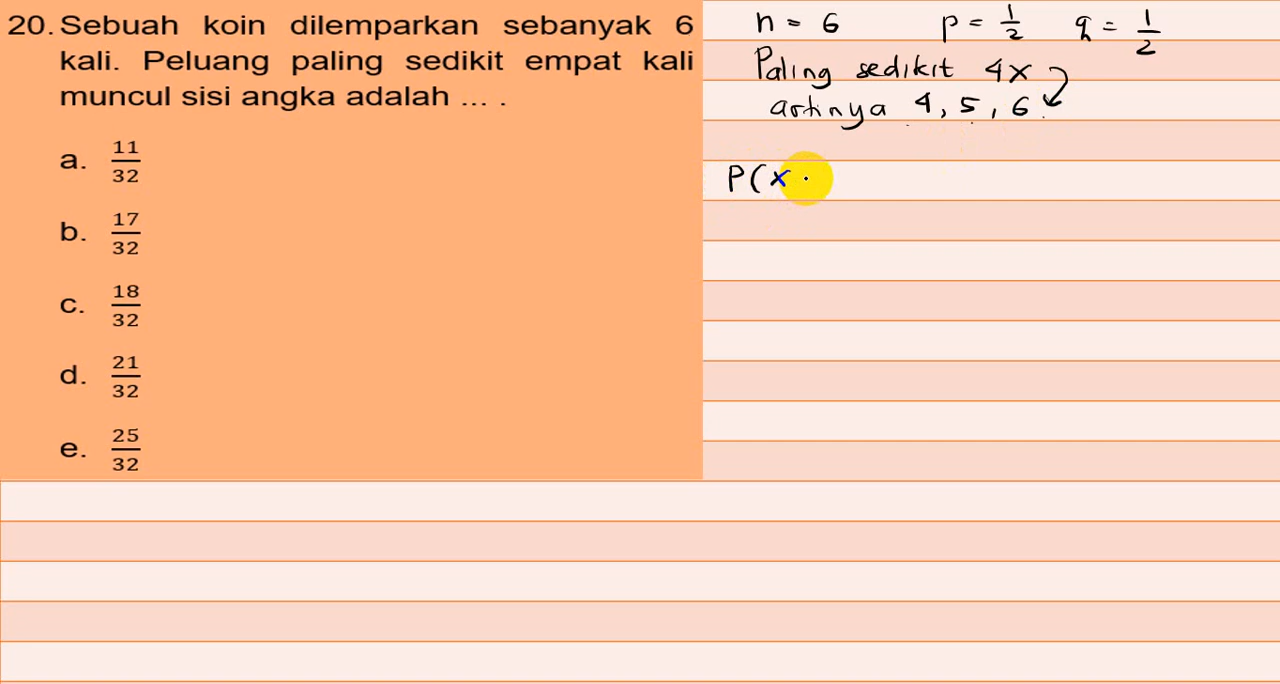 20. Sebuah koin dilemparkan sebanyak 6
kali. Peluang paling sedikit empat kali
muncul sisi angka adalah ... .
a. 11/32
b. 17/32
c. 18/32
d. 21/32
e. 25/32
n = 6 p = 1/2 q = 1/2
Paling sedikit 4x
artinya 4, 5, 6
P(x